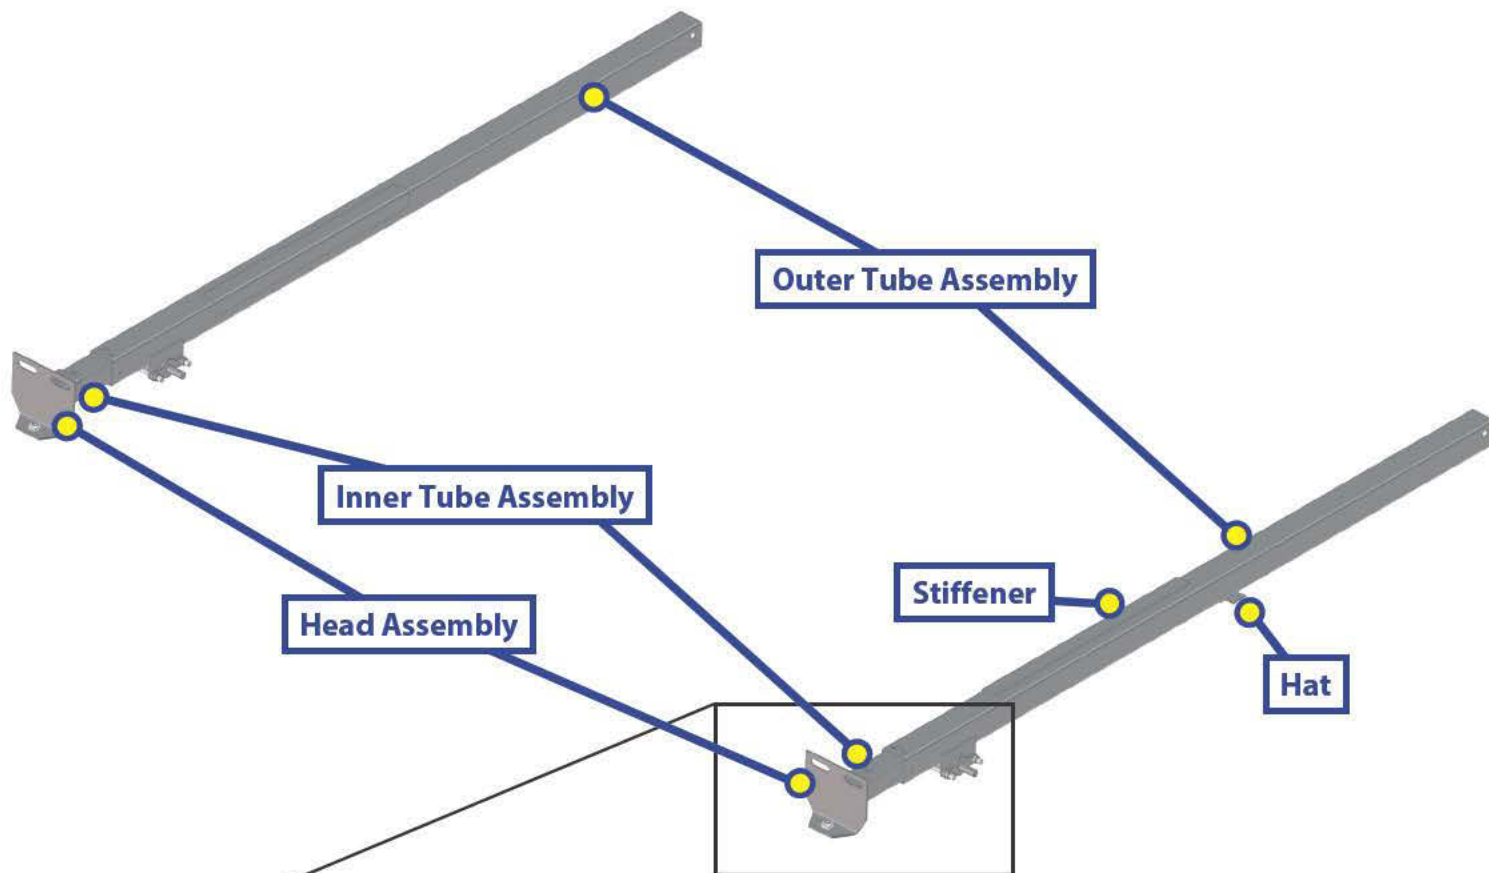 Outer Tube Assembly
Inner Tube Assembly
Stiffener
Head Assembly
Hat